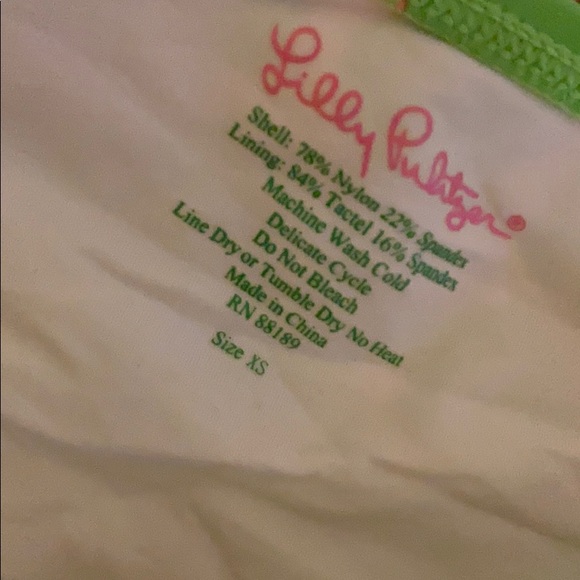 Lilly Pulitzer®
Shell: 78% Nylon 22% Spandex
Lining: 84% Tactel 16% Spandex
Machine Wash Cold
Delicate Cycle
Do Not Bleach
Line Dry or Tumble Dry No Heat
Made in China
RN 88189
Size XS